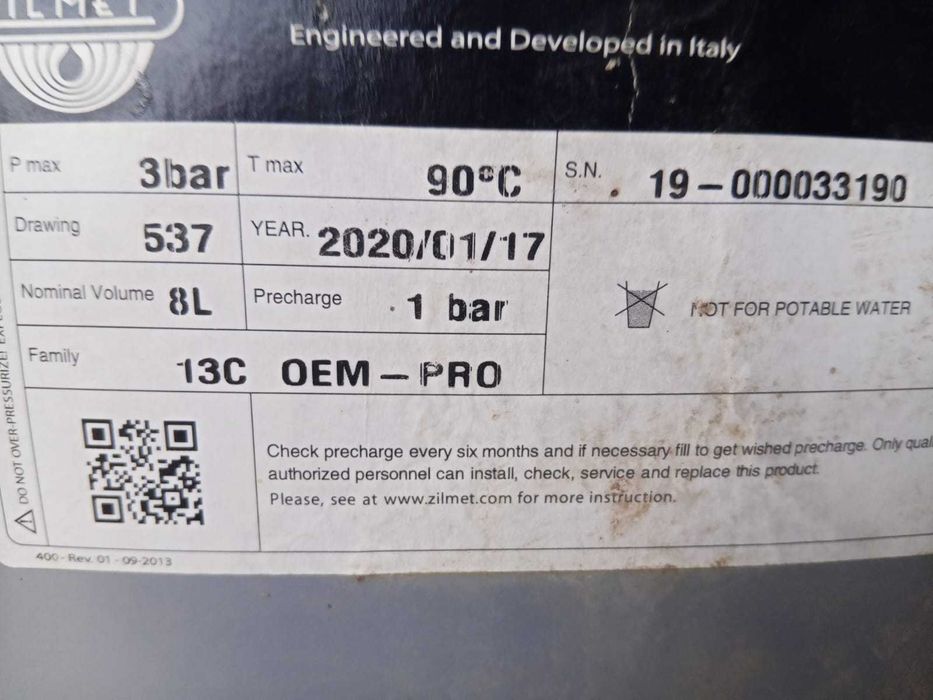 ZILMET
Engineered and Developed in Italy
P max 3bar T max 90°C S.N. 19-000033190
Drawing 537 YEAR. 2020/01/17
Nominal Volume 8L Precharge 1 bar NOT FOR POTABLE WATER
Family 13C OEM-PRO
DO NOT OVER-PRESSURIZE!
Check precharge every six months and if necessary fill to get wished precharge. Only
authorized personnel can install, check, service and replace this product.
Please, see at www.zilmet.com for more instruction.
400-Rev. 01 - 09-2013